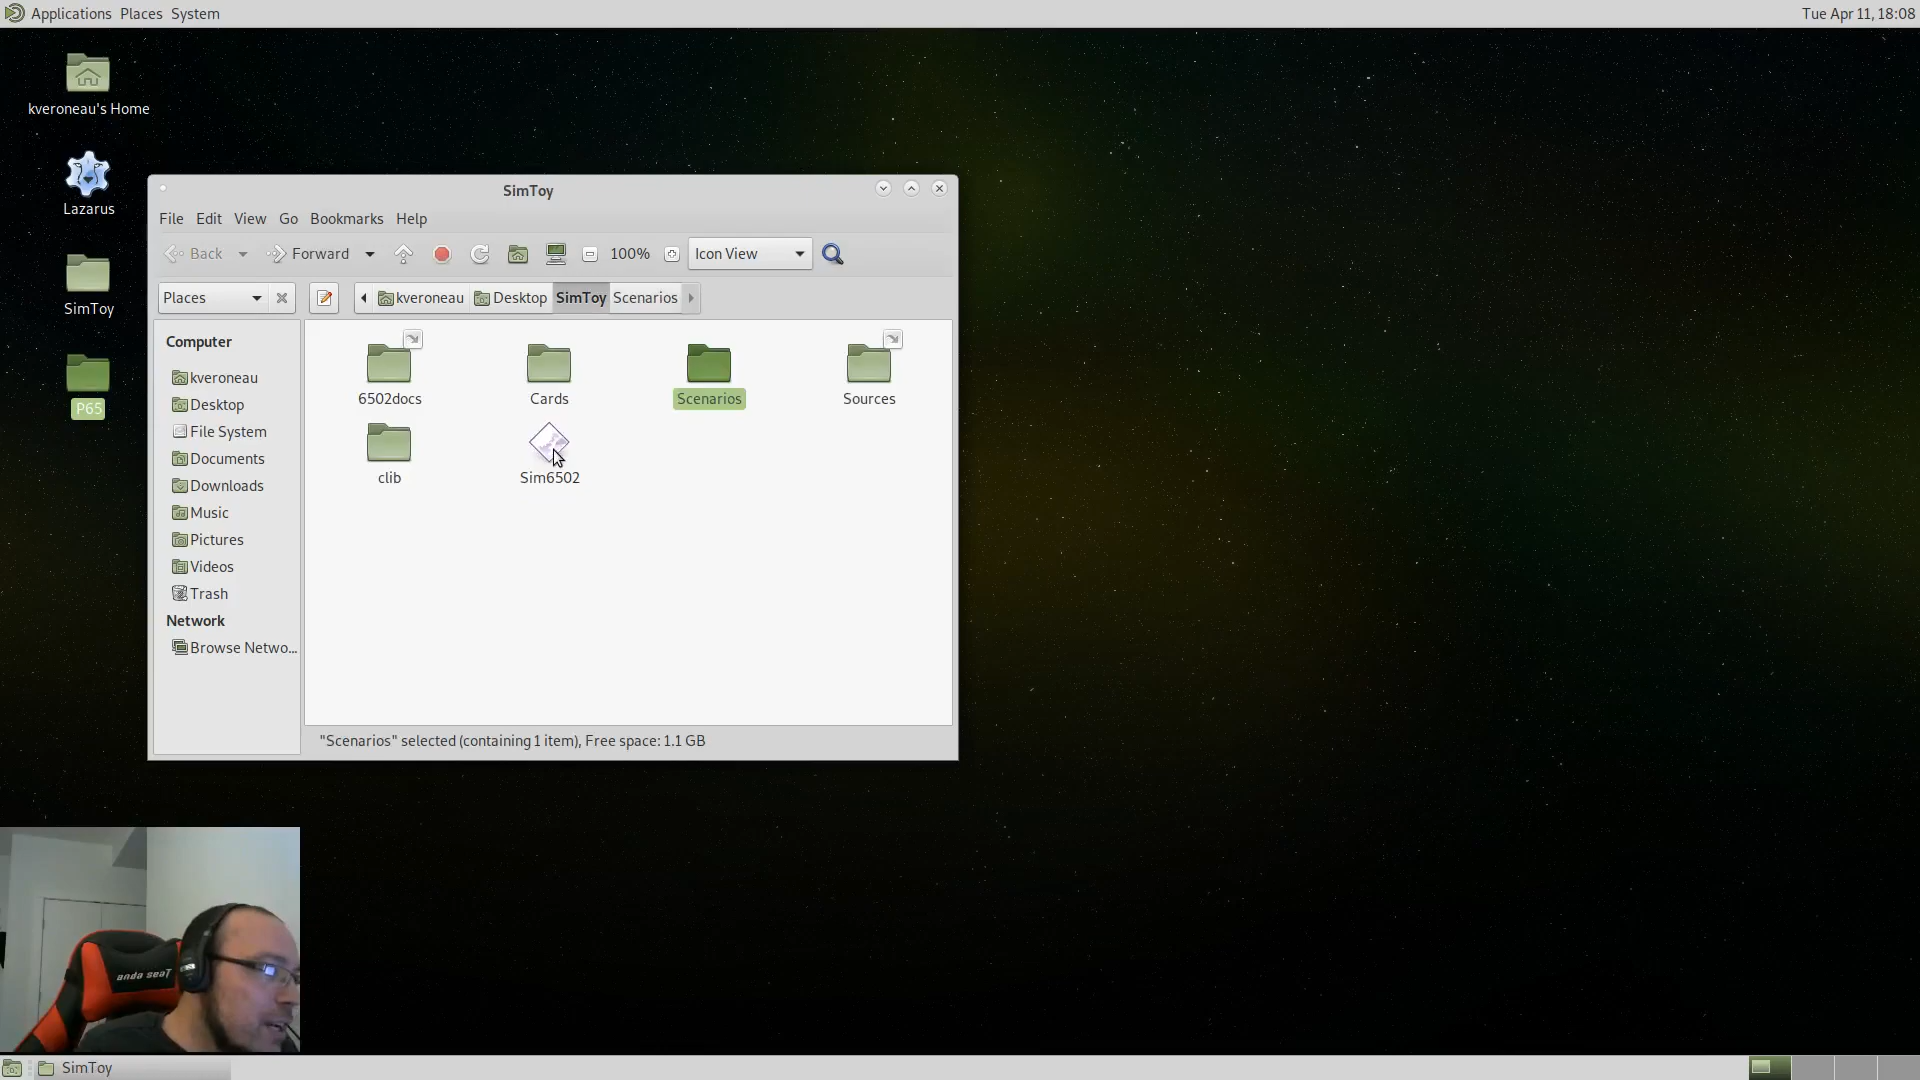 Applications Places System Tue Apr 11, 18:08
kveroneau's Home
Lazarus
SimToy
P65
SimToy
File Edit View Go Bookmarks Help
Back Forward 100% Icon View
Places kveroneau Desktop SimToy Scenarios
Computer
kveroneau
Desktop
File System
Documents
Downloads
Music
Pictures
Videos
Trash
Network
Browse Netwo...
6502docs Cards Scenarios Sources
clib Sim6502
"Scenarios" selected (containing 1 item), Free space: 1.1 GB
anda seaT
SimToy